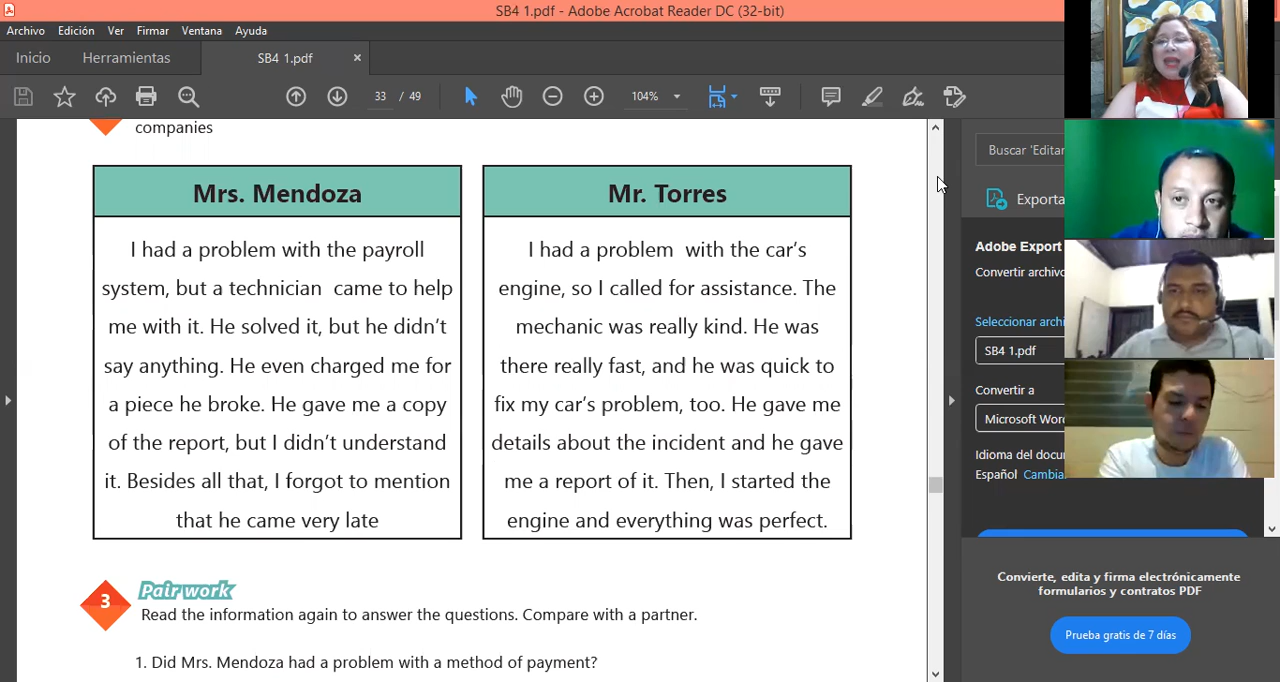 SB4 1.pdf - Adobe Acrobat Reader DC (32-bit)
Archivo Edición Ver Firmar Ventana Ayuda
Inicio Herramientas SB4 1.pdf ×
33 / 49 104%
companies
Mrs. Mendoza
I had a problem with the payroll
system, but a technician came to help
me with it. He solved it, but he didn't
say anything. He even charged me for
a piece he broke. He gave me a copy
of the report, but I didn't understand
it. Besides all that, I forgot to mention
that he came very late
Mr. Torres
I had a problem with the car's
engine, so I called for assistance. The
mechanic was really kind. He was
there really fast, and he was quick to
fix my car's problem, too. He gave me
details about the incident and he gave
me a report of it. Then, I started the
engine and everything was perfect.
3 Pair work
Read the information again to answer the questions. Compare with a partner.
1. Did Mrs. Mendoza had a problem with a method of payment?
Buscar 'Editar
Exporta
Adobe Export
Convertir archivo
Seleccionar archi
SB4 1.pdf
Convertir a
Microsoft Word
Idioma del docu
Español Cambia
Convierte, edita y firma electrónicamente
formularios y contratos PDF
Prueba gratis de 7 días